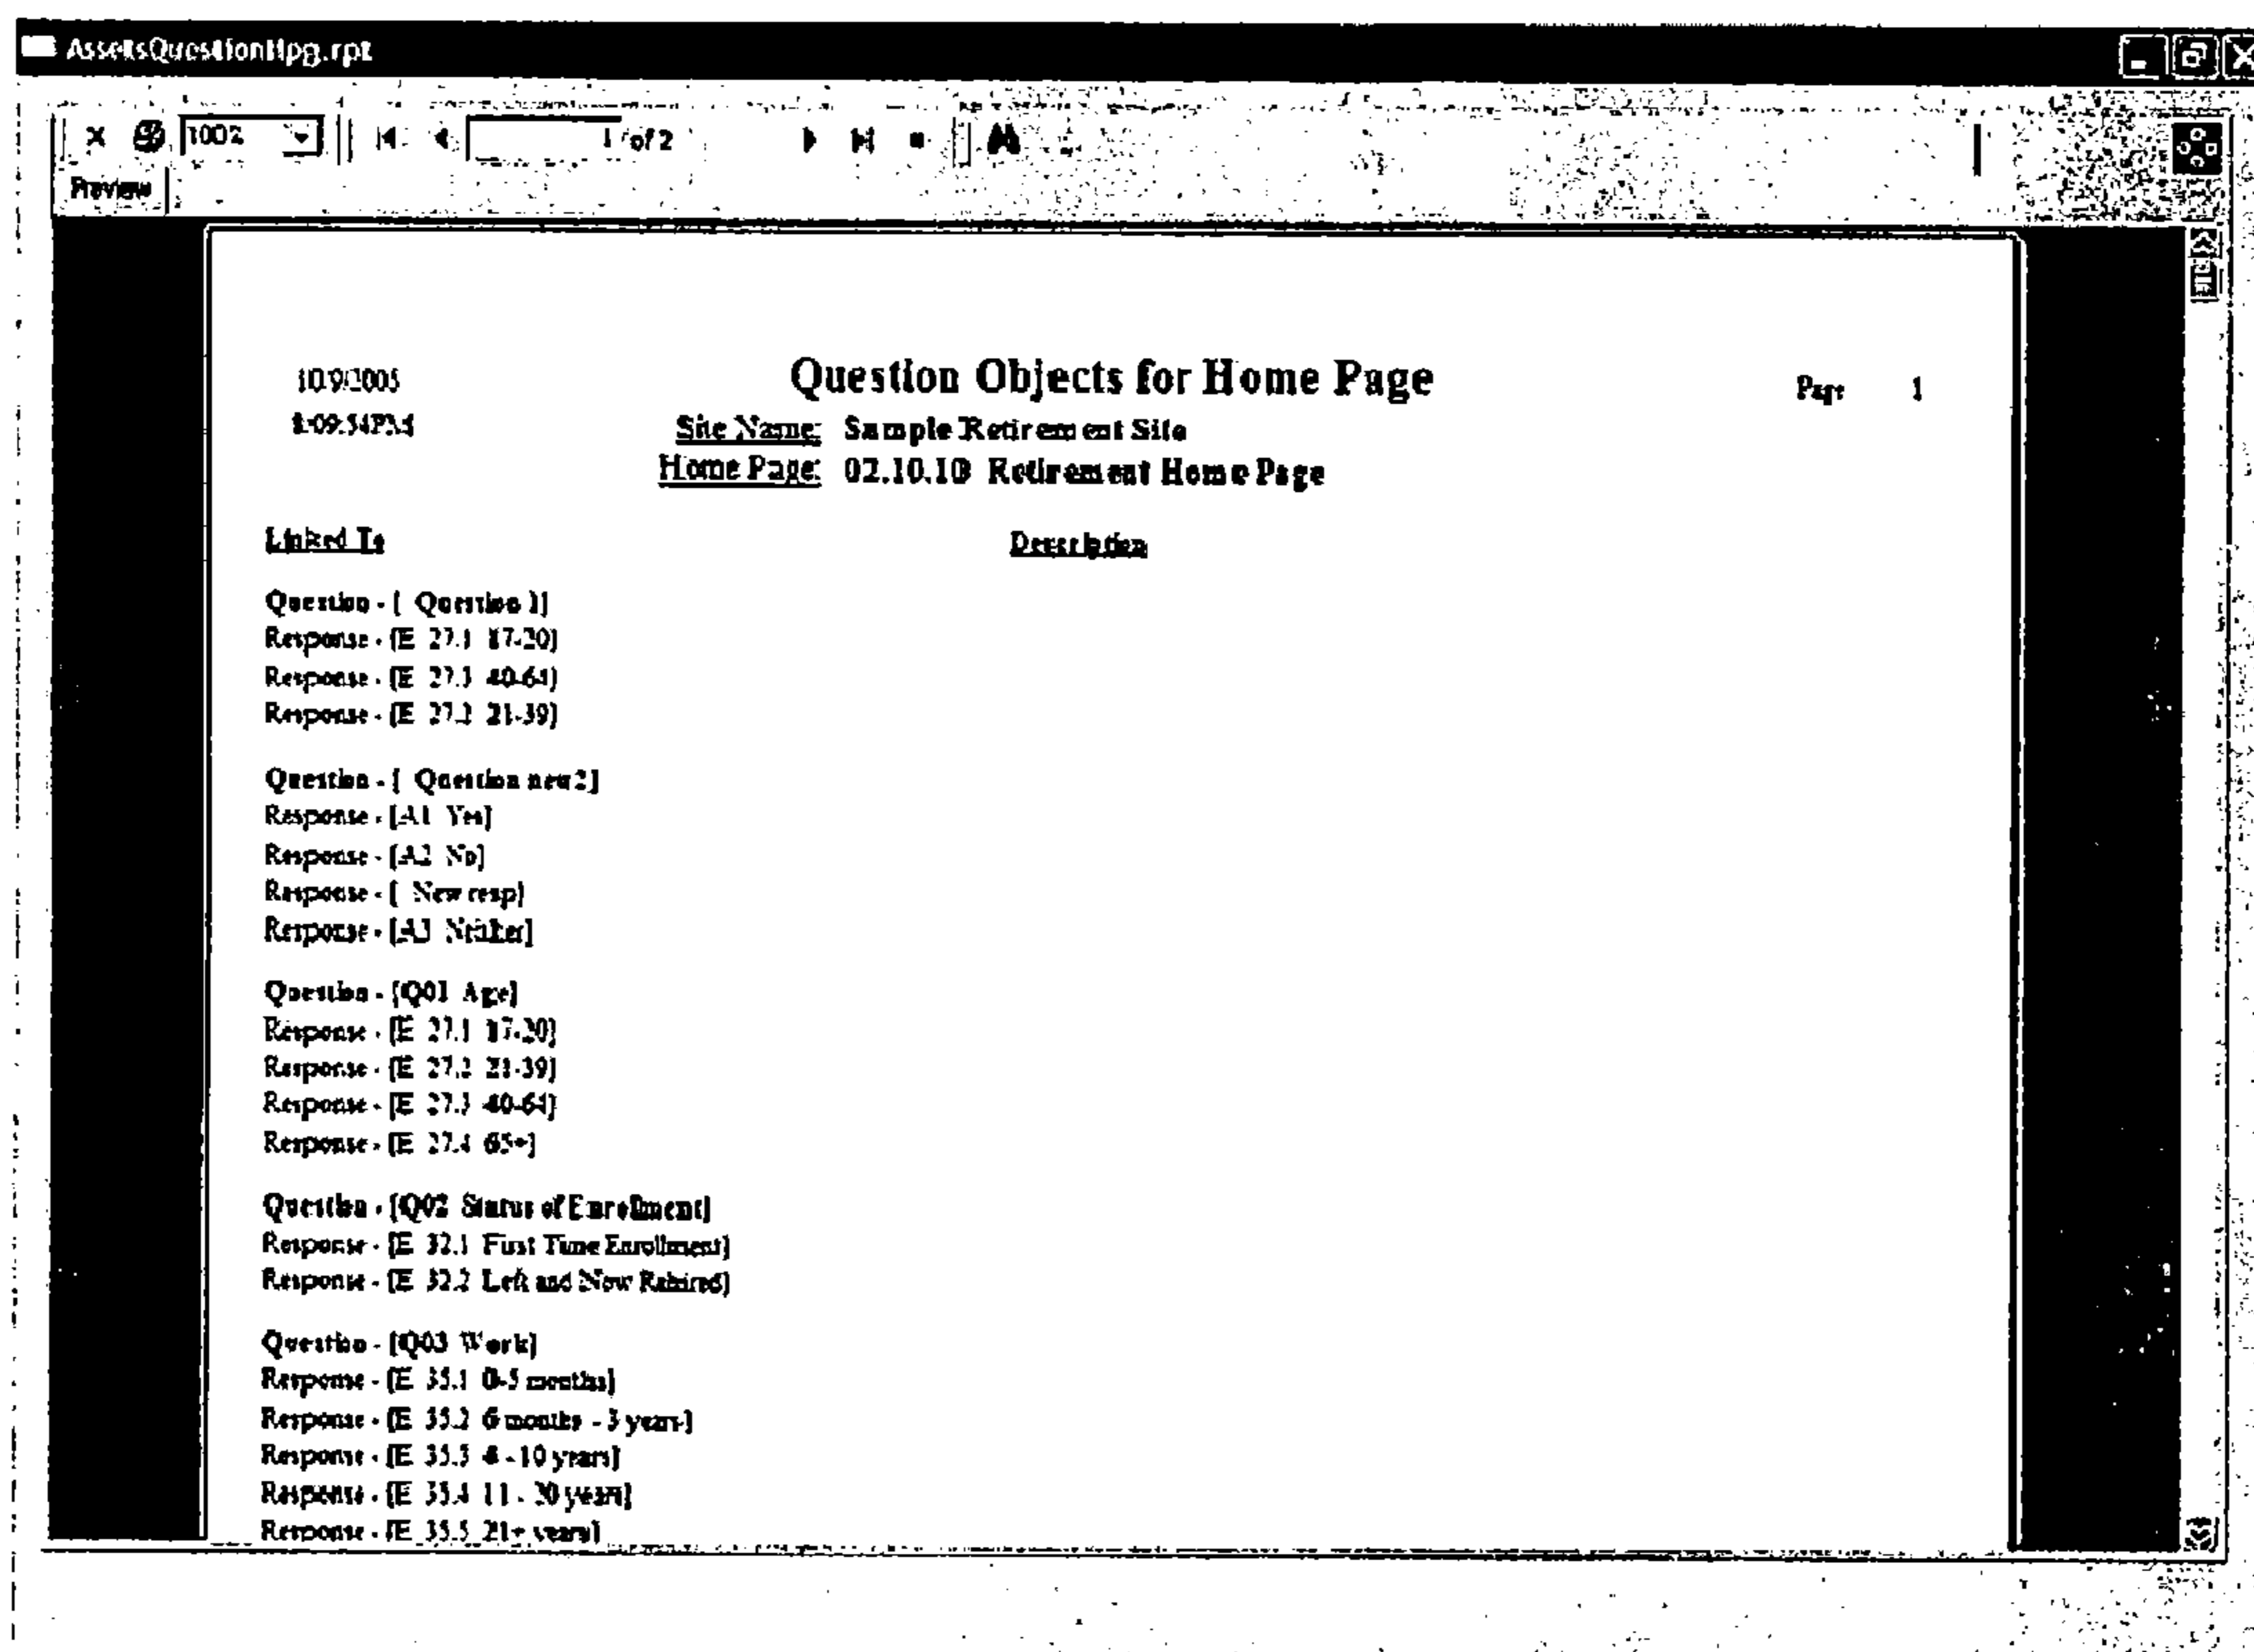 AssetsQuestionHpg.rpt
100% 1 of 2
Preview
10/9/2005
Question Objects for Home Page
Page 1
:09:54PM
Site Name: Sample Retirement Site
Home Page: 02.10.10 Retirement Home Page
Linked To
Description
Question - [ Question 1]
Response - [E 27.1 17-20]
Response - [E 27.3 40-64]
Response - [E 27.2 21-39]
Question - [ Question new2]
Response - [A1 Yes]
Response - [A2 No]
Response - [ New resp]
Response - [A3 Neither]
Question - [Q01 Age]
Response - [E 27.1 17-20]
Response - [E 27.2 21-39]
Response - [E 27.3 40-64]
Response - [E 27.4 65+]
Question - [Q02 Status of Enrollment]
Response - [E 32.1 First Time Enrollment]
Response - [E 32.2 Left and Now Rehired]
Question - [Q03 Work]
Response - [E 35.1 0-5 months]
Response - [E 35.2 6 months - 3 years]
Response - [E 35.3 4 - 10 years]
Response - [E 35.4 11 - 20 years]
Response - [E 35.5 21+ years]